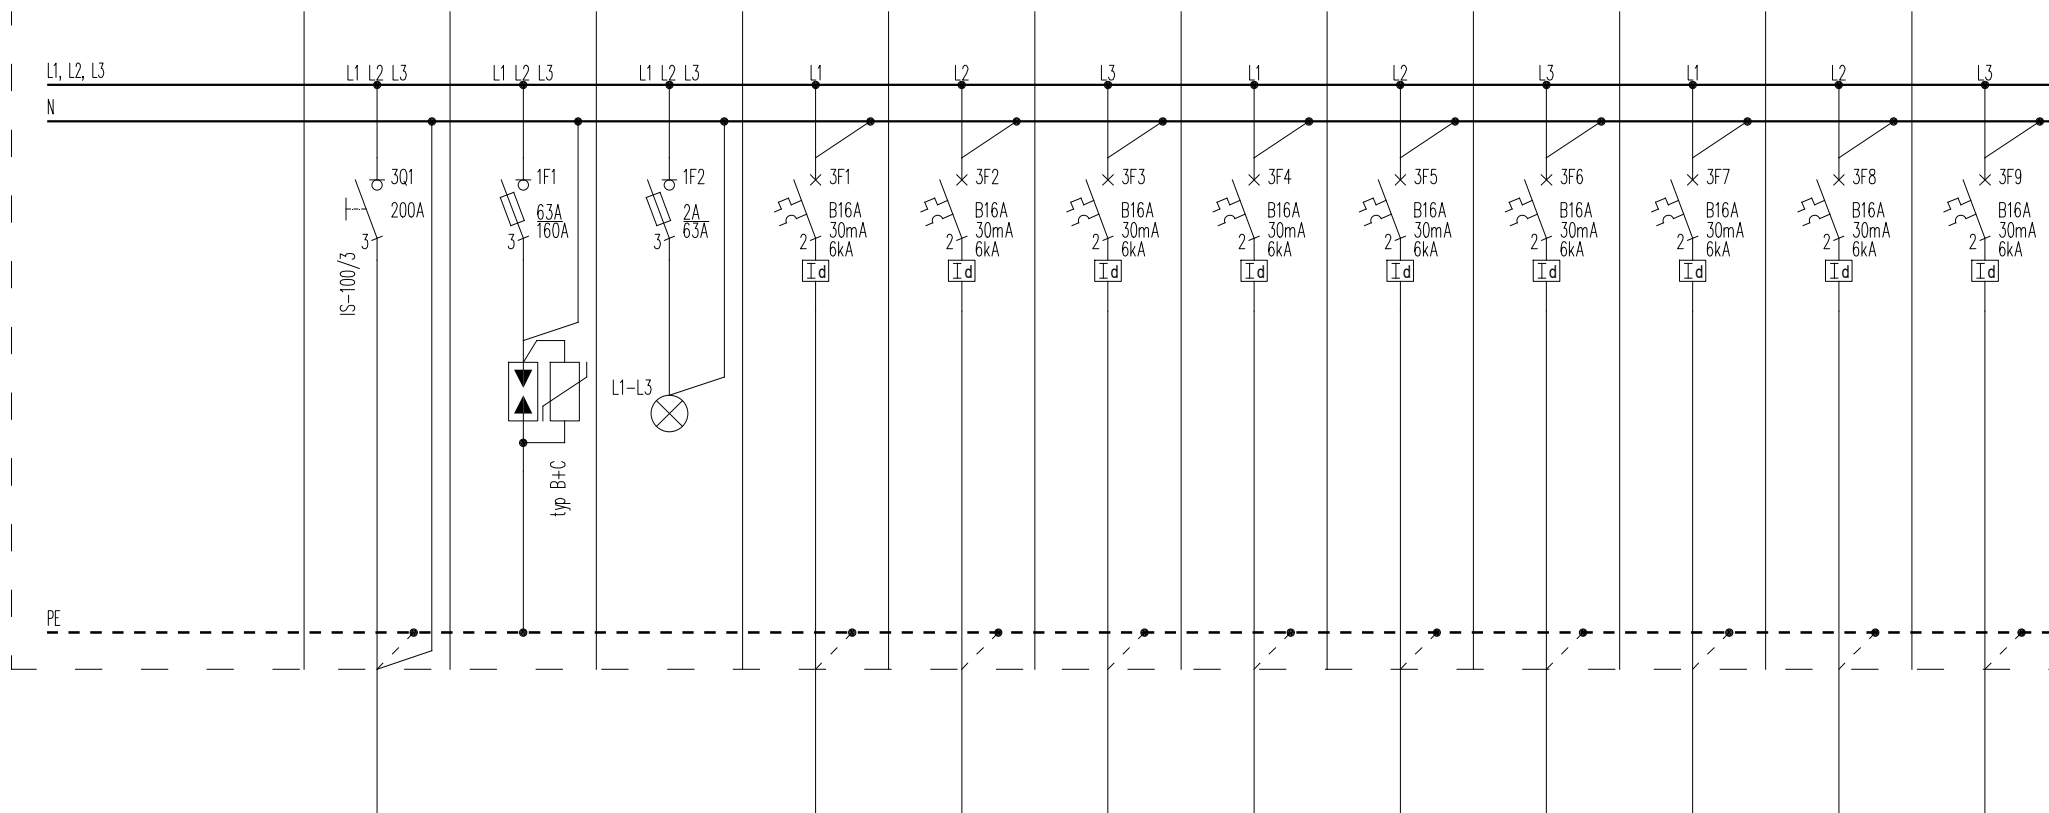 L1, L2, L3
L1 L2 L3
L1 L2 L3
L1 L2 L3
L1
L2
L3
L1
L2
L3
L1
L2
L3
N
3Q1
200A
3
IS-100/3
1F1
63A
160A
3
typ B+C
1F2
2A
63A
3
L1-L3
3F1
B16A
30mA
6kA
2
Id
3F2
B16A
30mA
6kA
2
Id
3F3
B16A
30mA
6kA
2
Id
3F4
B16A
30mA
6kA
2
Id
3F5
B16A
30mA
6kA
2
Id
3F6
B16A
30mA
6kA
2
Id
3F7
B16A
30mA
6kA
2
Id
3F8
B16A
30mA
6kA
2
Id
3F9
B16A
30mA
6kA
2
Id
PE